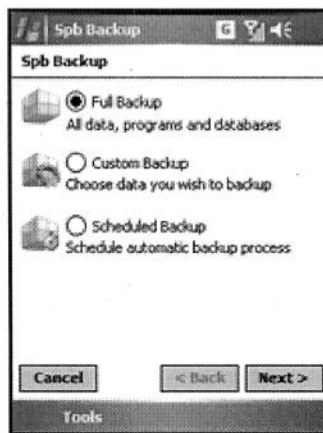 Spb Backup G
Spb Backup
Full Backup
All data, programs and databases
Custom Backup
Choose data you wish to backup
Scheduled Backup
Schedule automatic backup process
Cancel < Back Next >
Tools